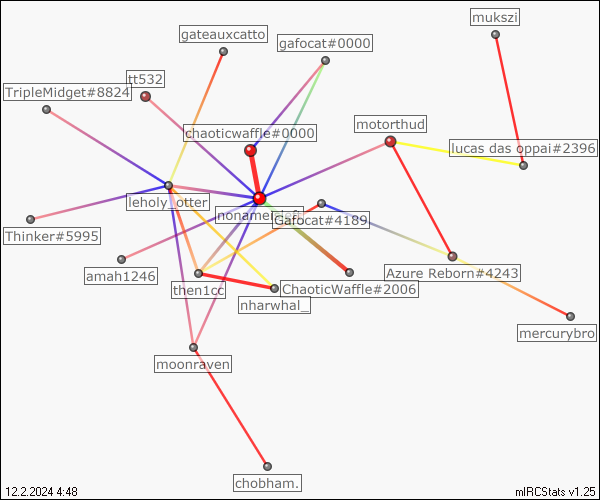 mukszi
gateauxcatto
gafocat#0000
tt532
TripleMidget#8824
motorthud
chaoticwaffle#0000
lucas das oppai#2396
leholy_otter
Gafocat#4189
Thinker#5995
amah1246
Azure Reborn#4243
then1cc
ChaoticWaffle#2006
nharwhal_
mercurybro
moonraven
chobham.
12.2.2024 4:48
mIRCStats v1.25